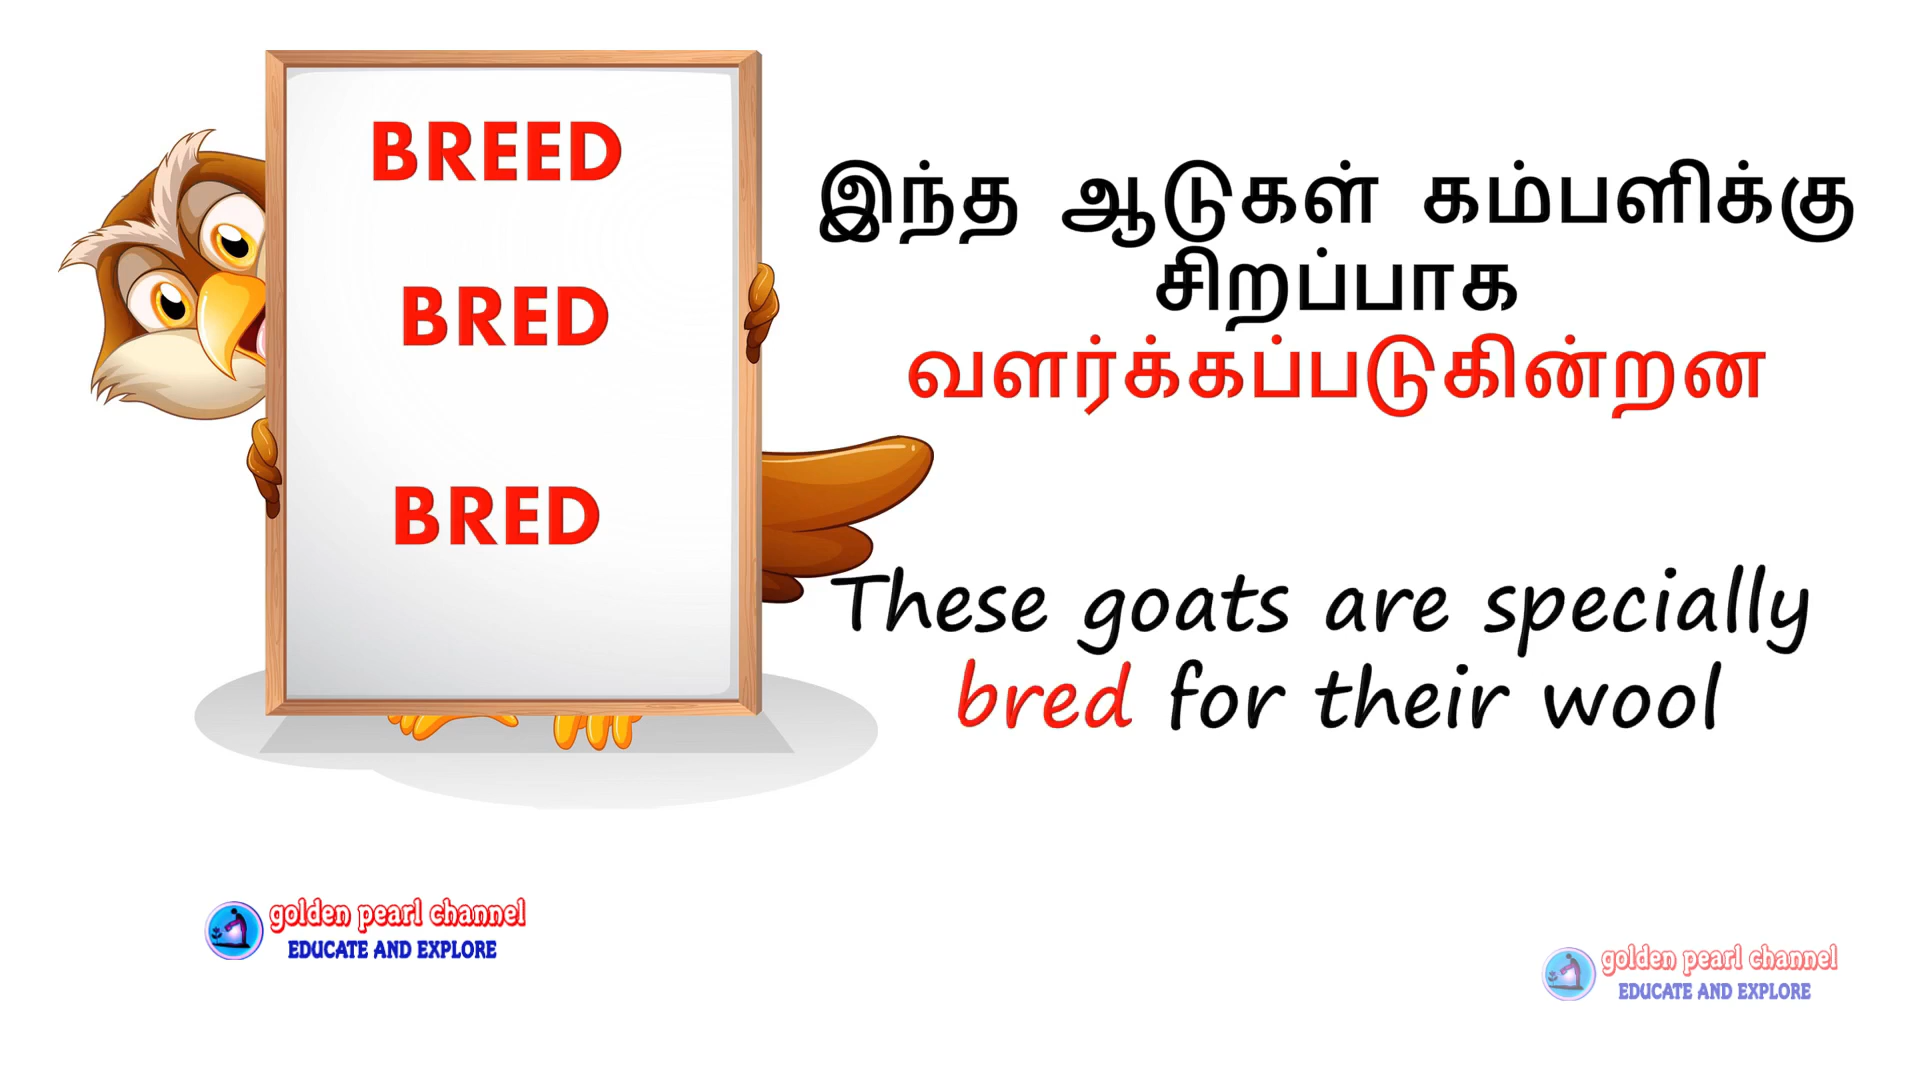 BREED
BRED
BRED
இந்த ஆடுகள் கம்பளிக்கு
சிறப்பாக
வளர்க்கப்படுகின்றன
These goats are specially
bred for their wool
golden pearl channel
EDUCATE AND EXPLORE
golden pearl channel
EDUCATE AND EXPLORE